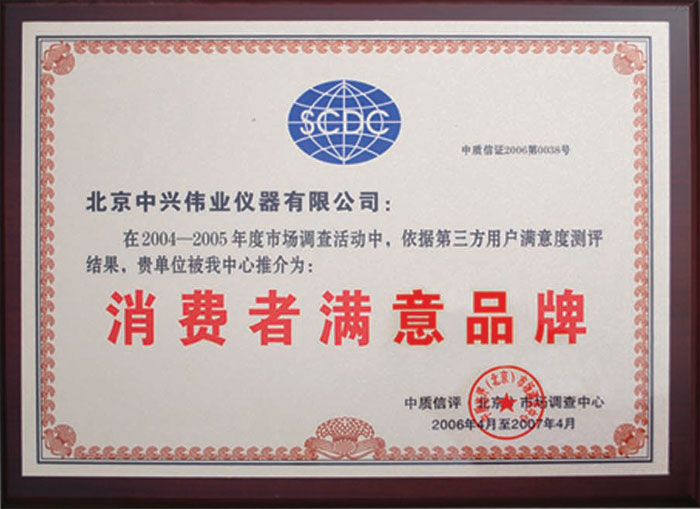 SCDC
中质信证2006第0038号
北京中兴伟业仪器有限公司：
在2004—2005年度市场调查活动中，依据第三方用户满意度测评
结果，贵单位被我中心推介为：
消费者满意品牌
中质信评（北京）市场调查中心
2006年4月至2007年4月